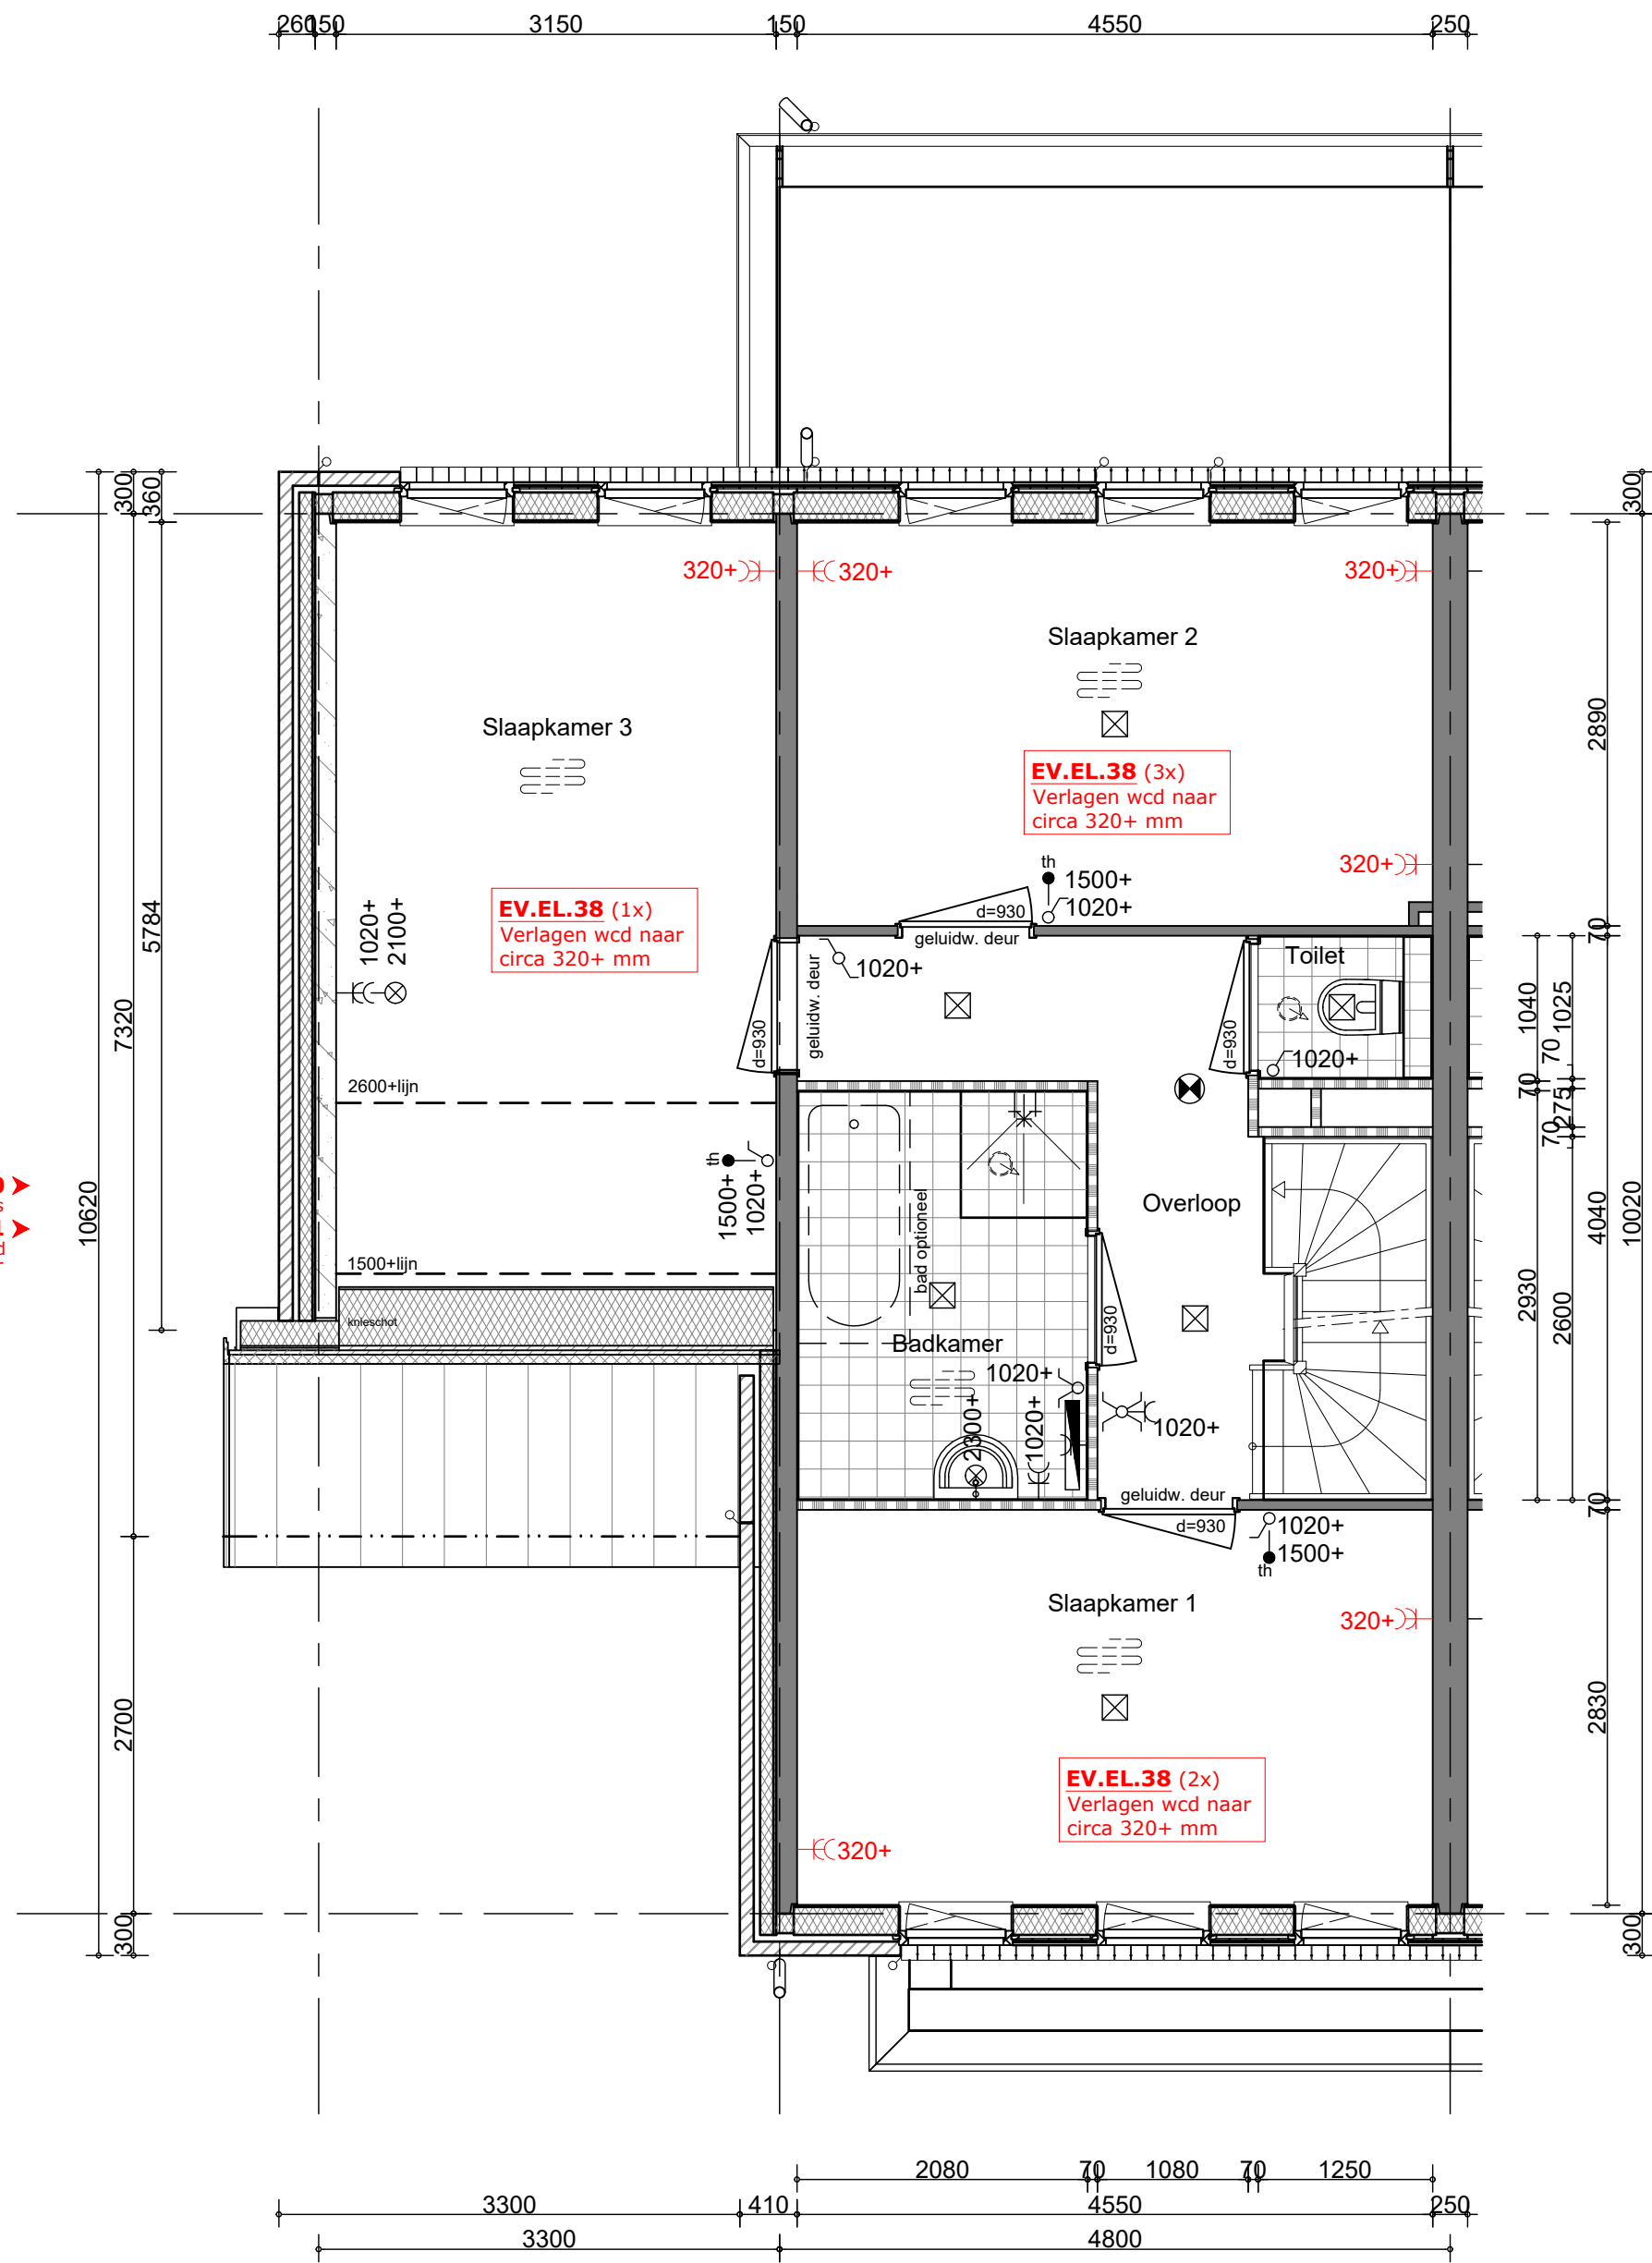 260 150 3150 150 4550 250
300 360 300
320+ 320+ 320+
Slaapkamer 2
2890
Slaapkamer 3
EV.EL.38 (3x)
Verlagen wcd naar
circa 320+ mm
320+
th
1500+
1020+
EV.EL.38 (1x)
Verlagen wcd naar
circa 320+ mm
5784
1020+
2100+
d=930
geluidw. deur
70
Toilet
1020+
geluidw. deur
d=930
d=930
1020+
1040
1025
70
7320
2600+lijn
70
275
70
th
1500+
1020+
10620
Overloop
bad optioneel
4040
10020
1500+lijn
knieschot
2930
2600
Badkamer
d=930
1020+
2300+
1020+
1020+
geluidw. deur
d=930
70
1020+
1500+
th
Slaapkamer 1
320+
2700
2830
EV.EL.38 (2x)
Verlagen wcd naar
circa 320+ mm
320+
300 300
2080 70 1080 70 1250
3300 410 4550 250
3300 4800